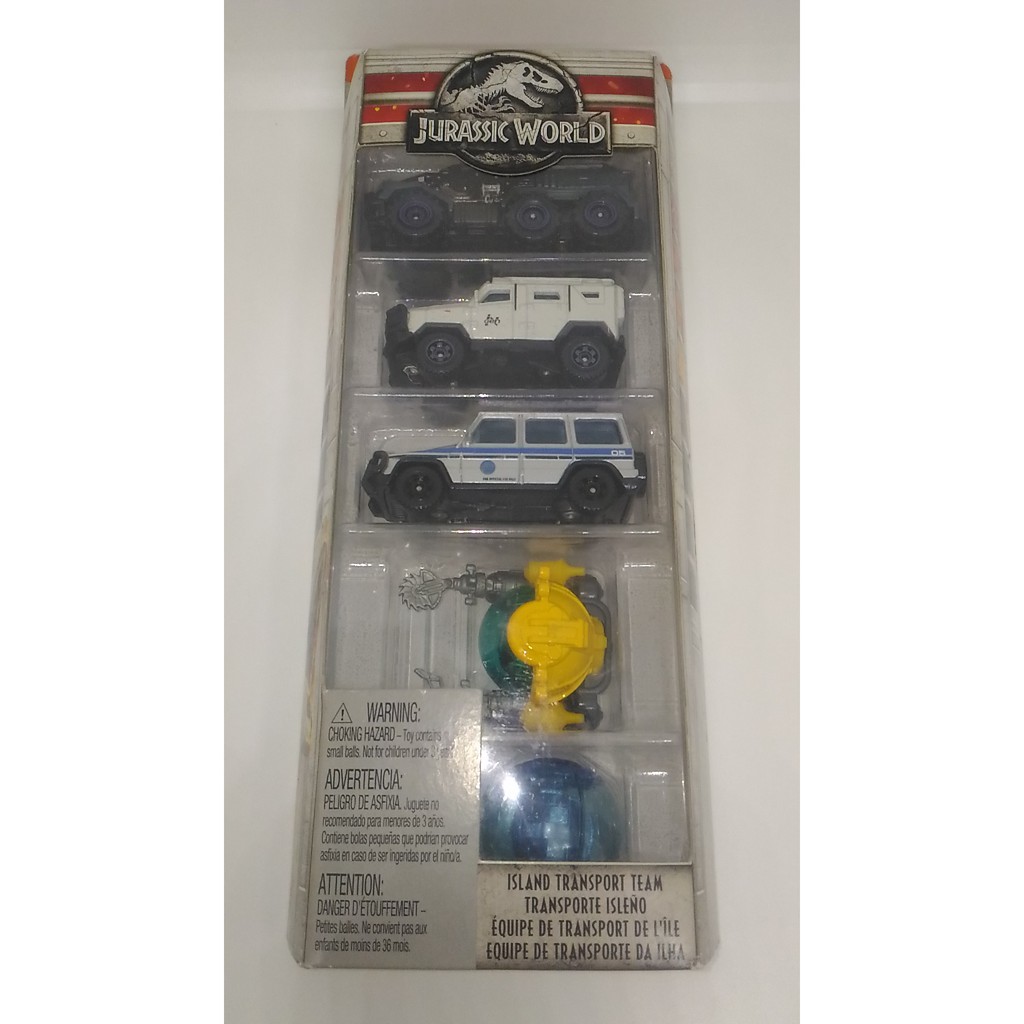 JURASSIC WORLD
05
WARNING:
CHOKING HAZARD – Toy contains
small balls. Not for children under 3
ADVERTENCIA:
PELIGRO DE ASFIXIA. Juguete no
recomendado para menores de 3 años.
Contiene bolas pequeñas que podrían provocar
asfixia en caso de ser ingeridas por el niño/a.
ATTENTION:
DANGER D'ÉTOUFFEMENT –
Petites balles. Ne convient pas aux
enfants de moins de 36 mois.
ISLAND TRANSPORT TEAM
TRANSPORTE ISLEÑO
ÉQUIPE DE TRANSPORT DE L'ÎLE
EQUIPE DE TRANSPORTE DA ILHA